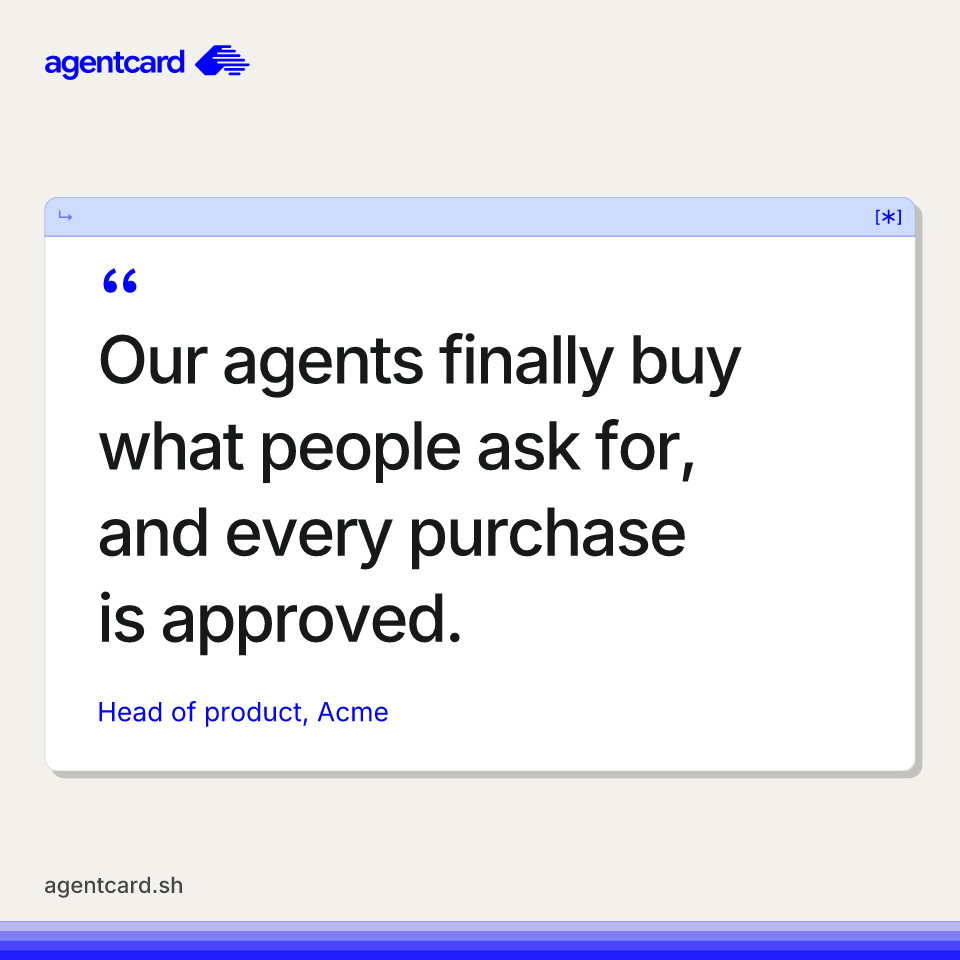 agentcard
↳ [*]
“
Our agents finally buy
what people ask for,
and every purchase
is approved.
Head of product, Acme
agentcard.sh